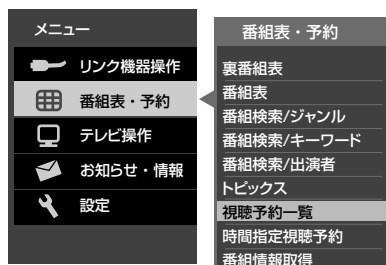 メニュー
リンク機器操作
番組表・予約
テレビ操作
お知らせ・情報
設定
番組表・予約
裏番組表
番組表
番組検索/ジャンル
番組検索/キーワード
番組検索/出演者
トピックス
視聴予約一覧
時間指定視聴予約
番組情報取得